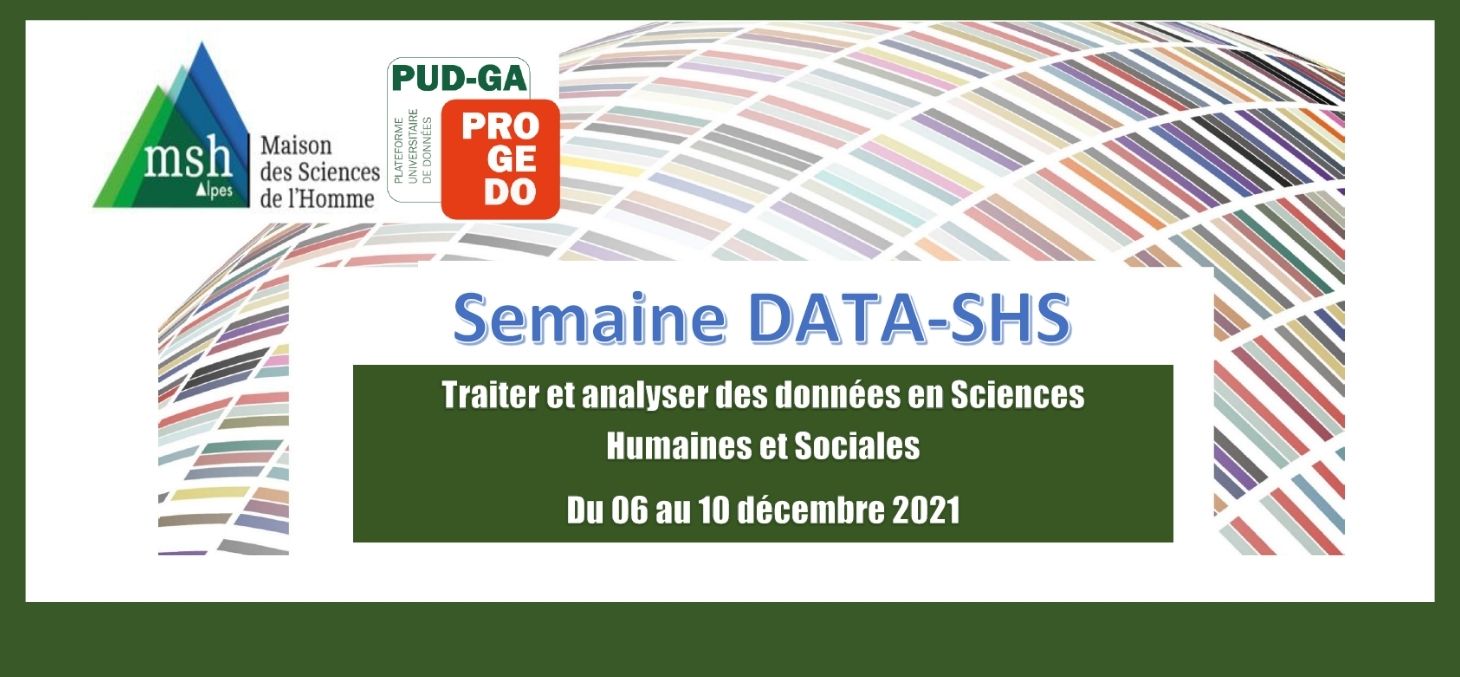 msh
Alpes
Maison
des Sciences
de l'Homme
PUD-GA
PLATEFORME
UNIVERSITAIRE
DE DONNÉES
PRO
GE
DO
Semaine DATA-SHS
Traiter et analyser des données en Sciences
Humaines et Sociales
Du 06 au 10 décembre 2021